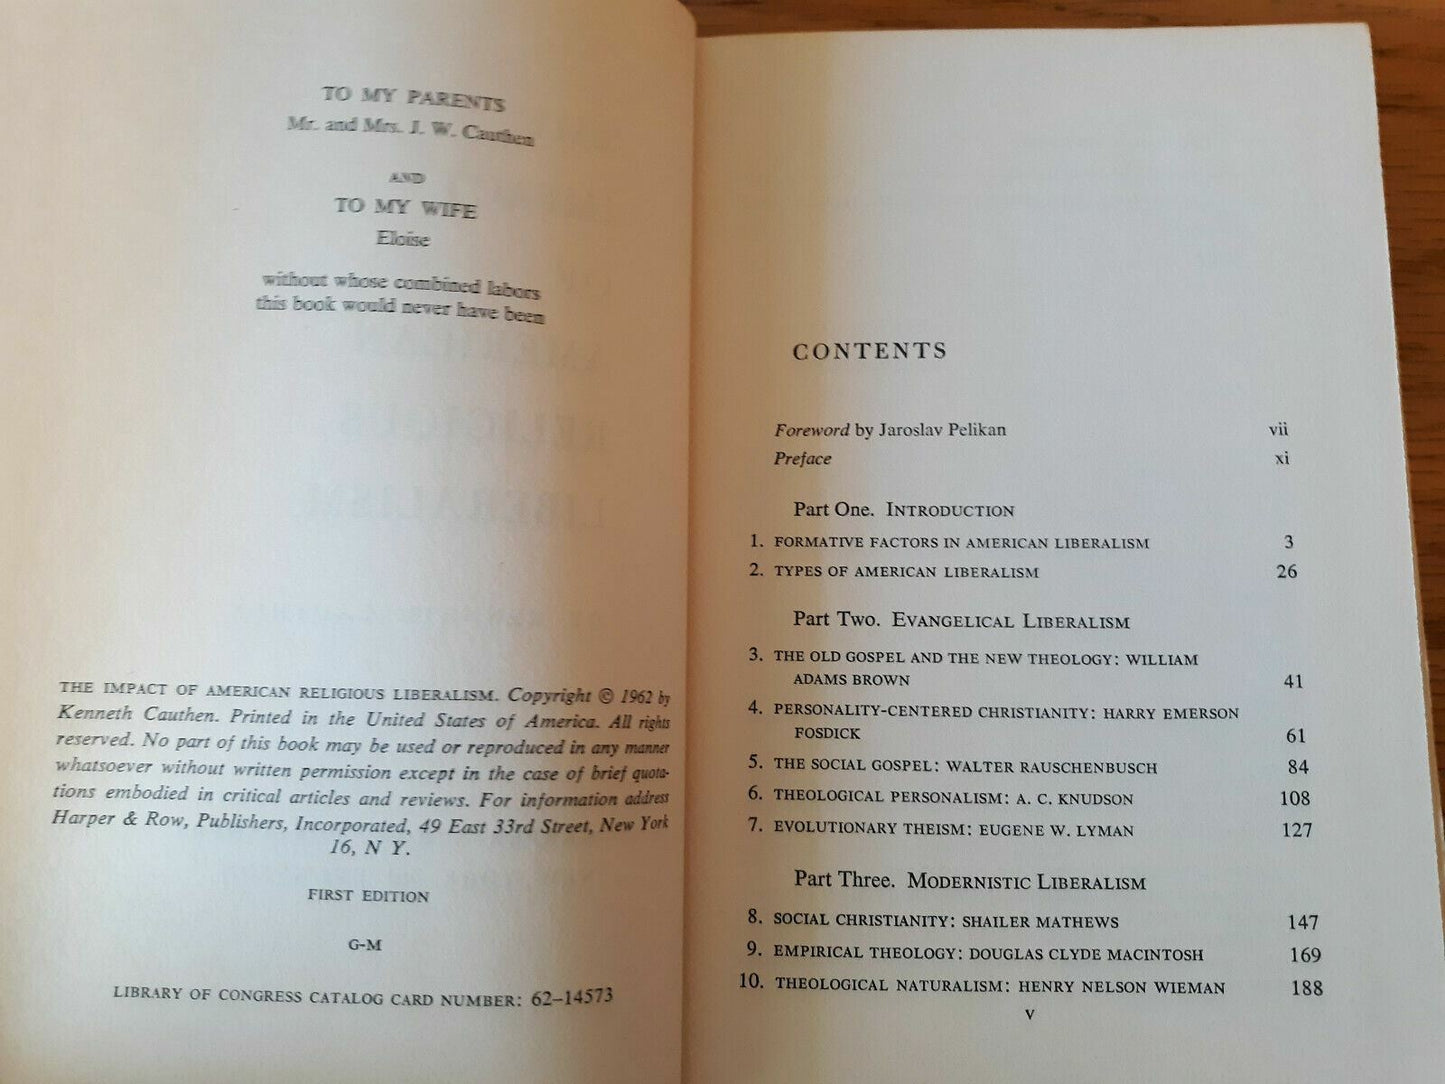 TO MY PARENTS
Mr. and Mrs. J. W. Cauthen
AND
TO MY WIFE
Eloise
without whose combined labors
this book would never have been
THE IMPACT OF AMERICAN RELIGIOUS LIBERALISM. Copyright © 1962 by
Kenneth Cauthen. Printed in the United States of America. All rights
reserved. No part of this book may be used or reproduced in any manner
whatsoever without written permission except in the case of brief quota-
tions embodied in critical articles and reviews. For information address
Harper & Row, Publishers, Incorporated, 49 East 33rd Street, New York
16, N Y.
FIRST EDITION
G-M
LIBRARY OF CONGRESS CATALOG CARD NUMBER: 62-14573
CONTENTS
Foreword by Jaroslav Pelikan vii
Preface xi
Part One. INTRODUCTION
1. FORMATIVE FACTORS IN AMERICAN LIBERALISM 3
2. TYPES OF AMERICAN LIBERALISM 26
Part Two. EVANGELICAL LIBERALISM
3. THE OLD GOSPEL AND THE NEW THEOLOGY: WILLIAM
ADAMS BROWN 41
4. PERSONALITY-CENTERED CHRISTIANITY: HARRY EMERSON
FOSDICK 61
5. THE SOCIAL GOSPEL: WALTER RAUSCHENBUSCH 84
6. THEOLOGICAL PERSONALISM: A. C. KNUDSON 108
7. EVOLUTIONARY THEISM: EUGENE W. LYMAN 127
Part Three. MODERNISTIC LIBERALISM
8. SOCIAL CHRISTIANITY: SHAILER MATHEWS 147
9. EMPIRICAL THEOLOGY: DOUGLAS CLYDE MACINTOSH 169
10. THEOLOGICAL NATURALISM: HENRY NELSON WIEMAN 188
v